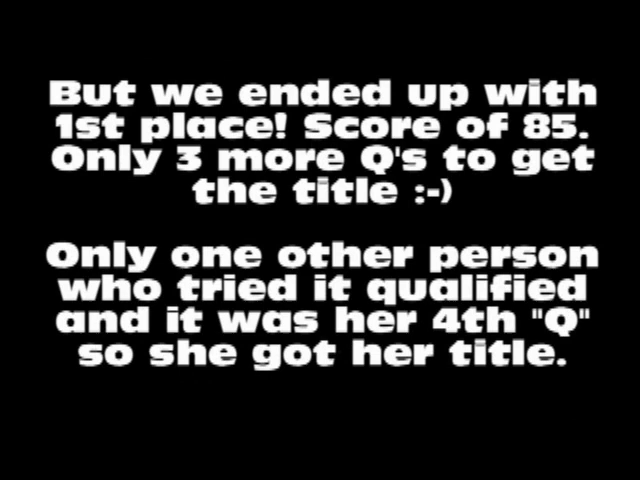 But we ended up with
1st place! Score of 85.
Only 3 more Q's to get
the title :-)
Only one other person
who tried it qualified
and it was her 4th "Q"
so she got her title.